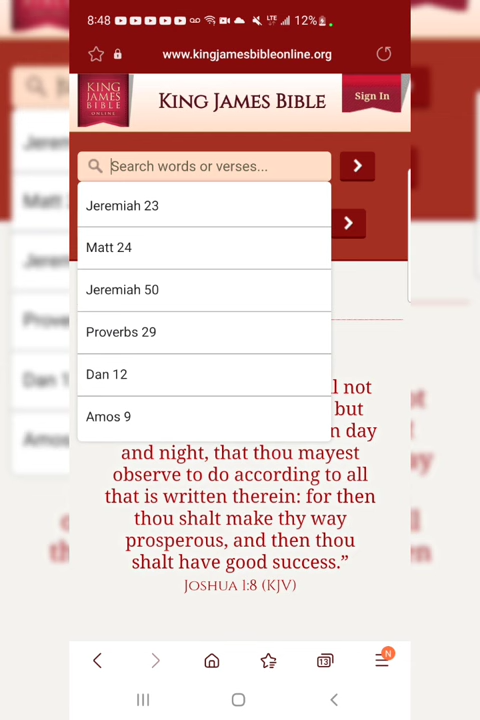 8:48
LTE
12%
www.kingjamesbibleonline.org
KING
JAMES
BIBLE
ONLINE
KING JAMES BIBLE
Sign In
Search words or verses...
Jeremiah 23
Matt 24
Jeremiah 50
Proverbs 29
Dan 12
Amos 9
not
but
day
and night, that thou mayest
observe to do according to all
that is written therein: for then
thou shalt make thy way
prosperous, and then thou
shalt have good success.”
JOSHUA 1:8 (KJV)
13
N